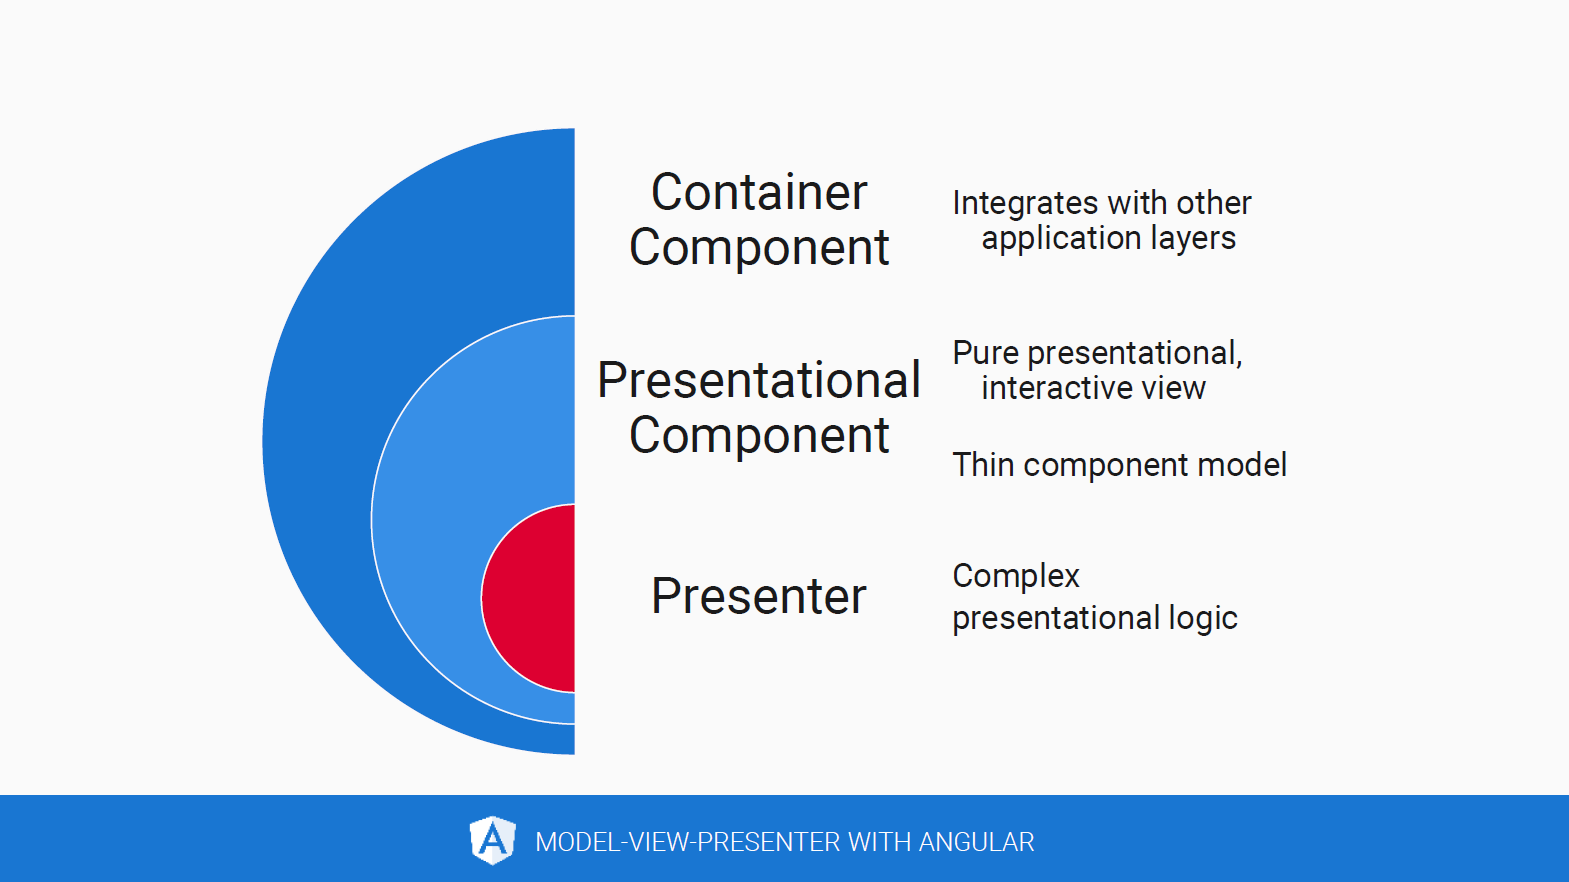 Container
Component
Integrates with other
application layers
Presentational
Component
Pure presentational,
interactive view
Thin component model
Presenter
Complex
presentational logic
A
MODEL-VIEW-PRESENTER WITH ANGULAR